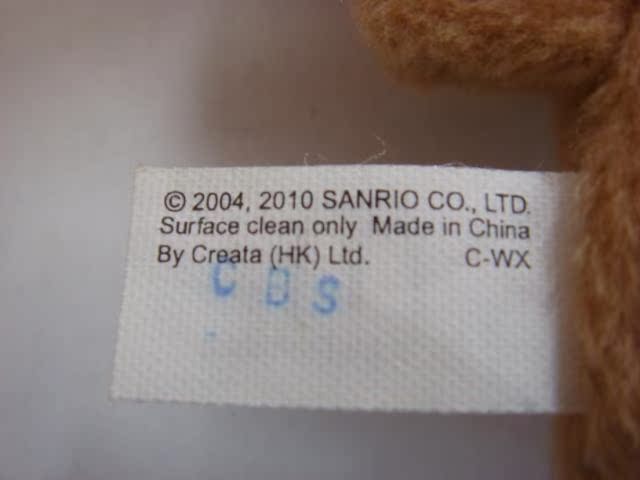 © 2004, 2010 SANRIO CO., LTD.
Surface clean only Made in China
By Creata (HK) Ltd. C-WX
C B S